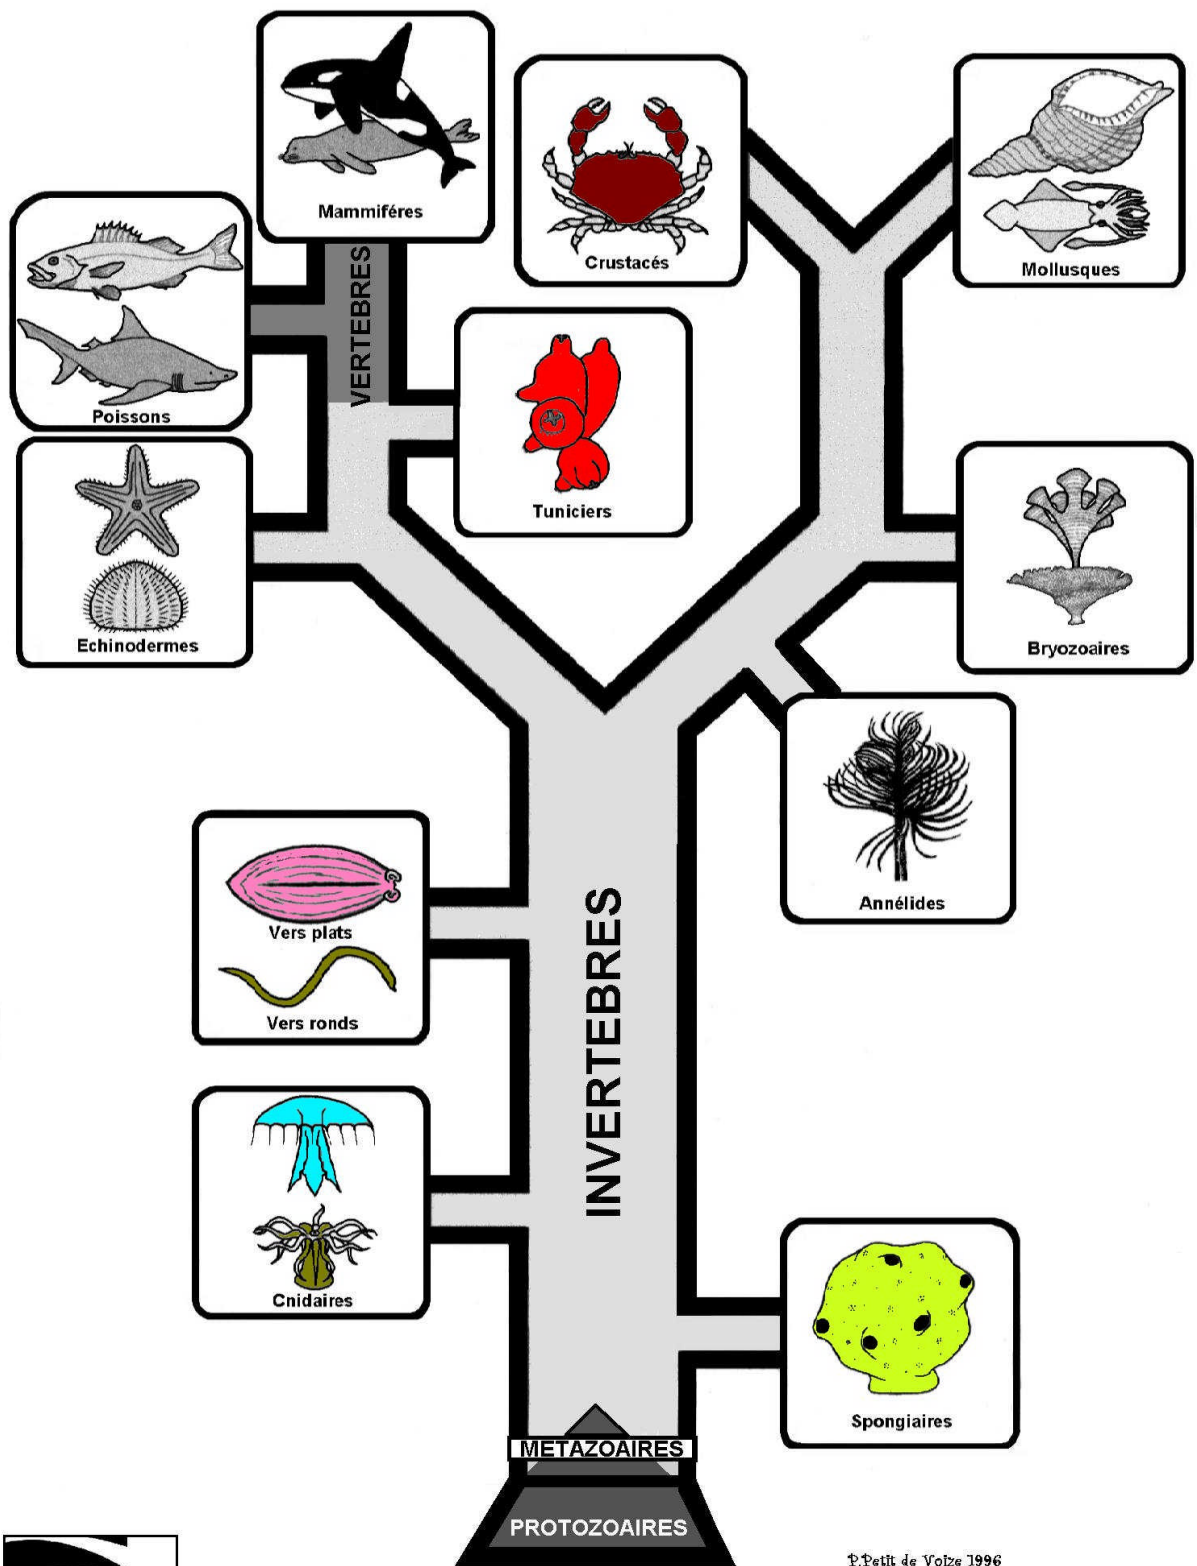 Mammiféres
Crustacés
Mollusques
Poissons
VERTEBRES
Tuniciers
Echinodermes
Bryozoaires
Annélides
Vers plats
Vers ronds
INVERTEBRES
Cnidaires
Spongiaires
METAZOAIRES
PROTOZOAIRES
P.Petit de Voize 1996